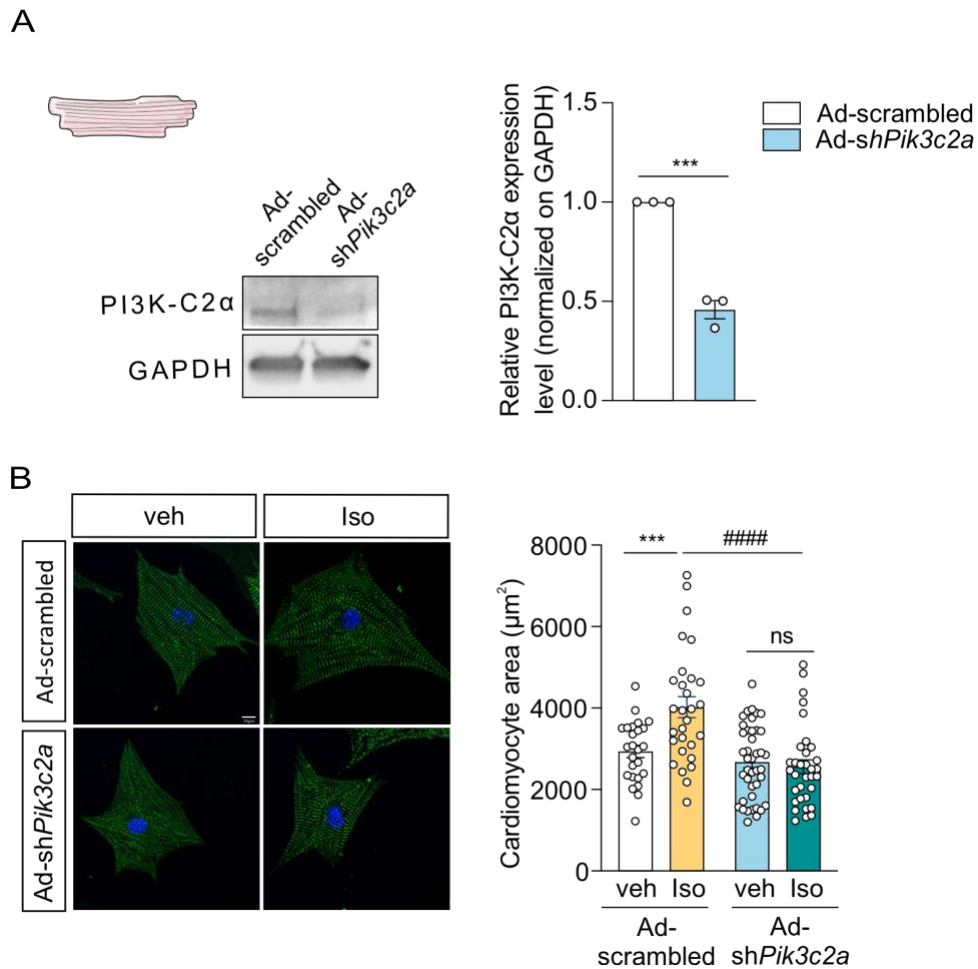 A
Ad-
scrambled
Ad-
shPik3c2a
PI3K-C2α
GAPDH
Relative PI3K-C2α expression
level (normalized on GAPDH)
1.5
1.0
0.5
0.0
***
Ad-scrambled
Ad-shPik3c2a
B
veh
Iso
Ad-scrambled
Ad-shPik3c2a
10µm
Cardiomyocyte area (µm²)
8000
6000
4000
2000
0
***
####
ns
veh
Iso
veh
Iso
Ad-
scrambled
Ad-
shPik3c2a